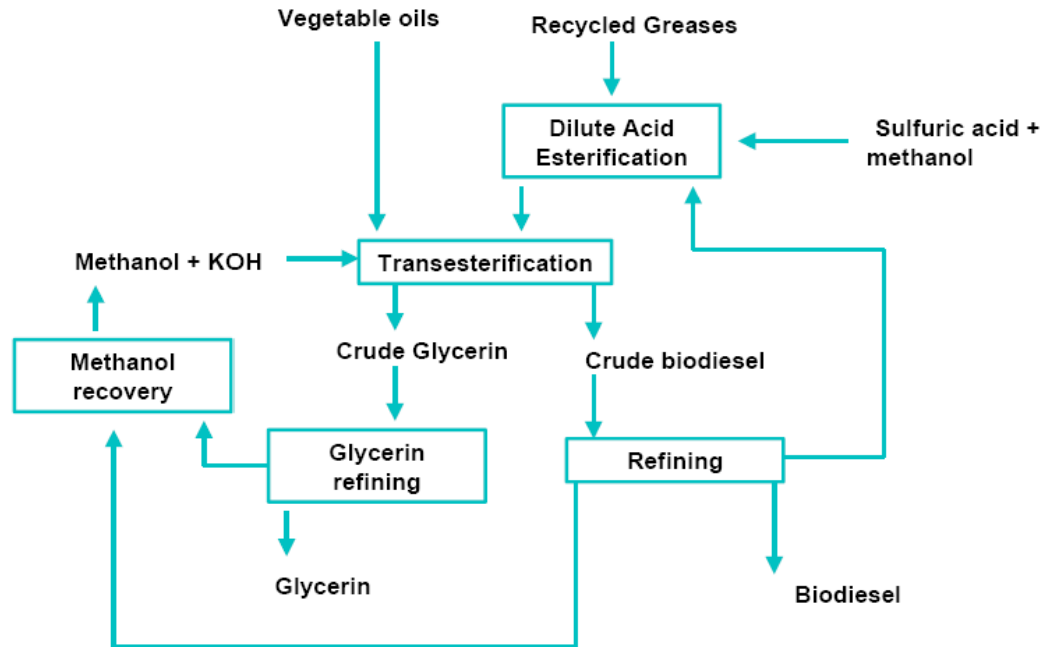 Vegetable oils
Recycled Greases
Dilute Acid
Esterification
Sulfuric acid +
methanol
Methanol + KOH
Transesterification
Methanol
recovery
Crude Glycerin
Crude biodiesel
Glycerin
refining
Refining
Glycerin
Biodiesel